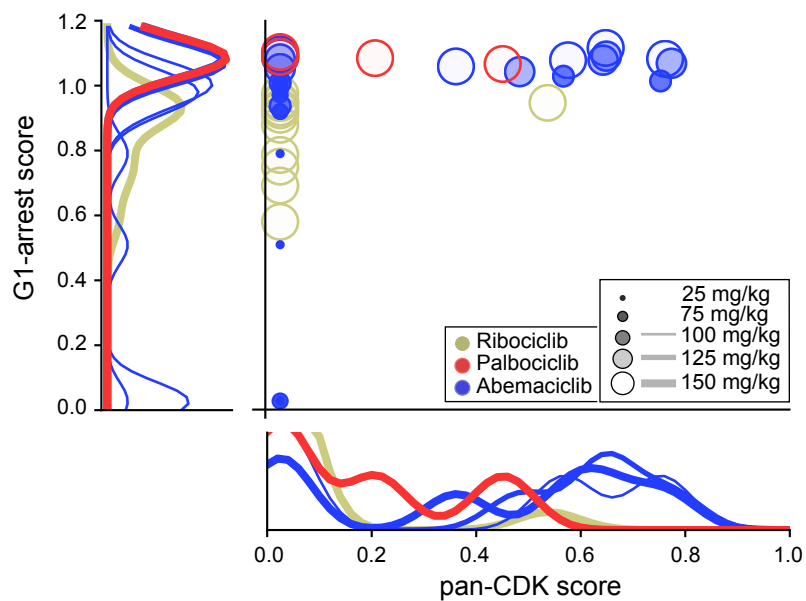 1.2
1.0
0.8
0.6
0.4
0.2
0.0
G1-arrest score
Ribociclib
Palbociclib
Abemaciclib
25 mg/kg
75 mg/kg
100 mg/kg
125 mg/kg
150 mg/kg
0.0 0.2 0.4 0.6 0.8 1.0
pan-CDK score